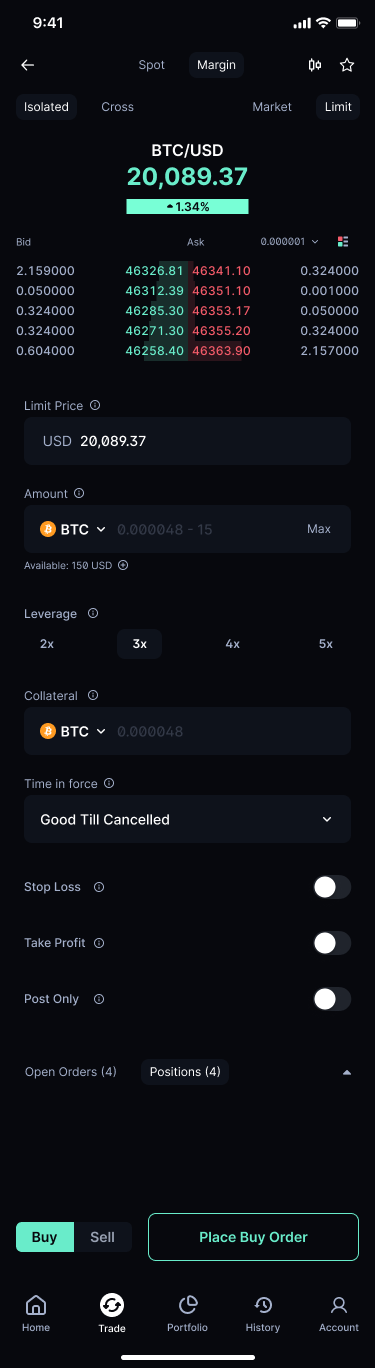 9:41
Spot Margin
Isolated Cross Market Limit
BTC/USD
20,089.37
1.34%
Bid Ask 0.000001
2.159000 46326.81 46341.10 0.324000
0.050000 46312.39 46351.10 0.001000
0.324000 46285.30 46353.17 0.050000
0.324000 46271.30 46355.20 0.324000
0.604000 46258.40 46363.90 2.157000
Limit Price
USD 20,089.37
Amount
BTC 0.000048 - 15 Max
Available: 150 USD
Leverage
2x 3x 4x 5x
Collateral
BTC 0.000048
Time in force
Good Till Cancelled
Stop Loss
Take Profit
Post Only
Open Orders (4) Positions (4)
Buy Sell Place Buy Order
Home Trade Portfolio History Account